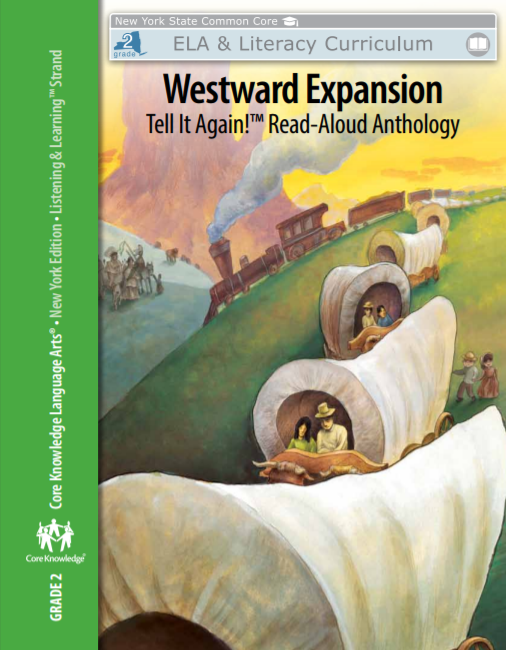 New York State Common Core
2
grade
ELA & Literacy Curriculum
Westward Expansion
Tell It Again!™ Read-Aloud Anthology
GRADE 2
Core Knowledge®
Core Knowledge Language Arts® • New York Edition • Listening & Learning™ Strand